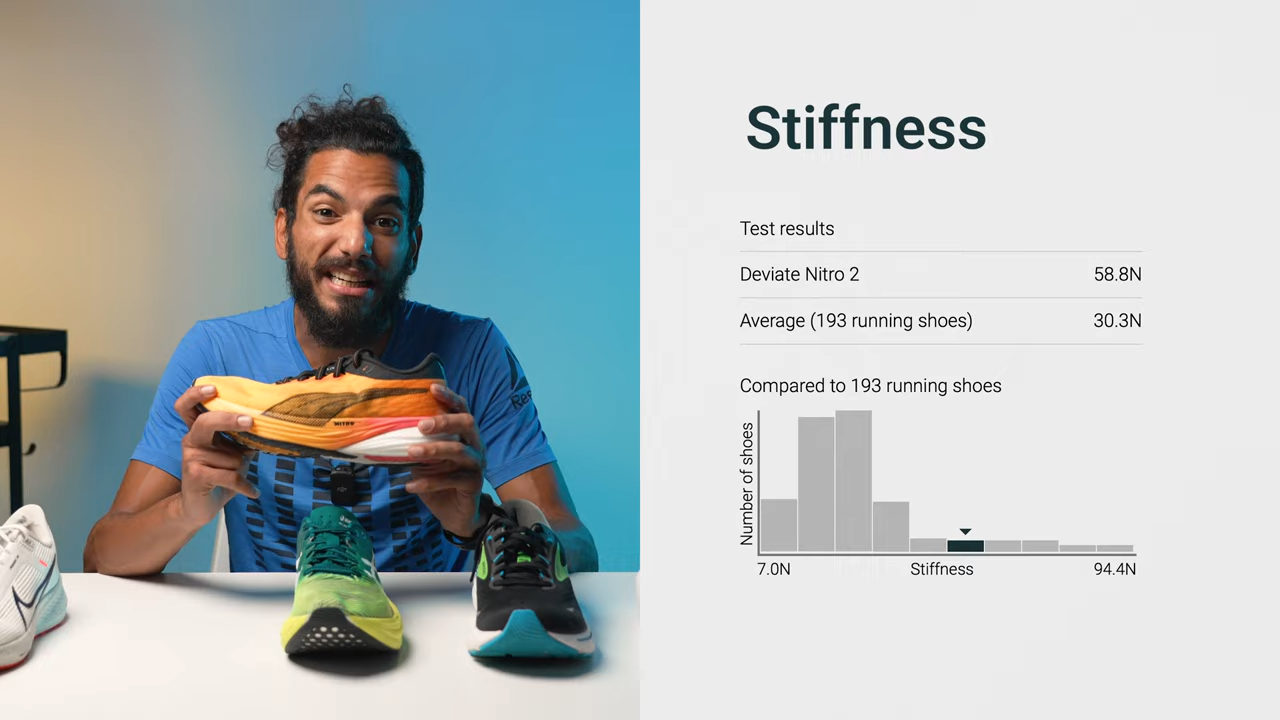 Stiffness
Test results
Deviate Nitro 2 58.8N
Average (193 running shoes) 30.3N
Compared to 193 running shoes
Number of shoes
7.0N Stiffness 94.4N
NITRO